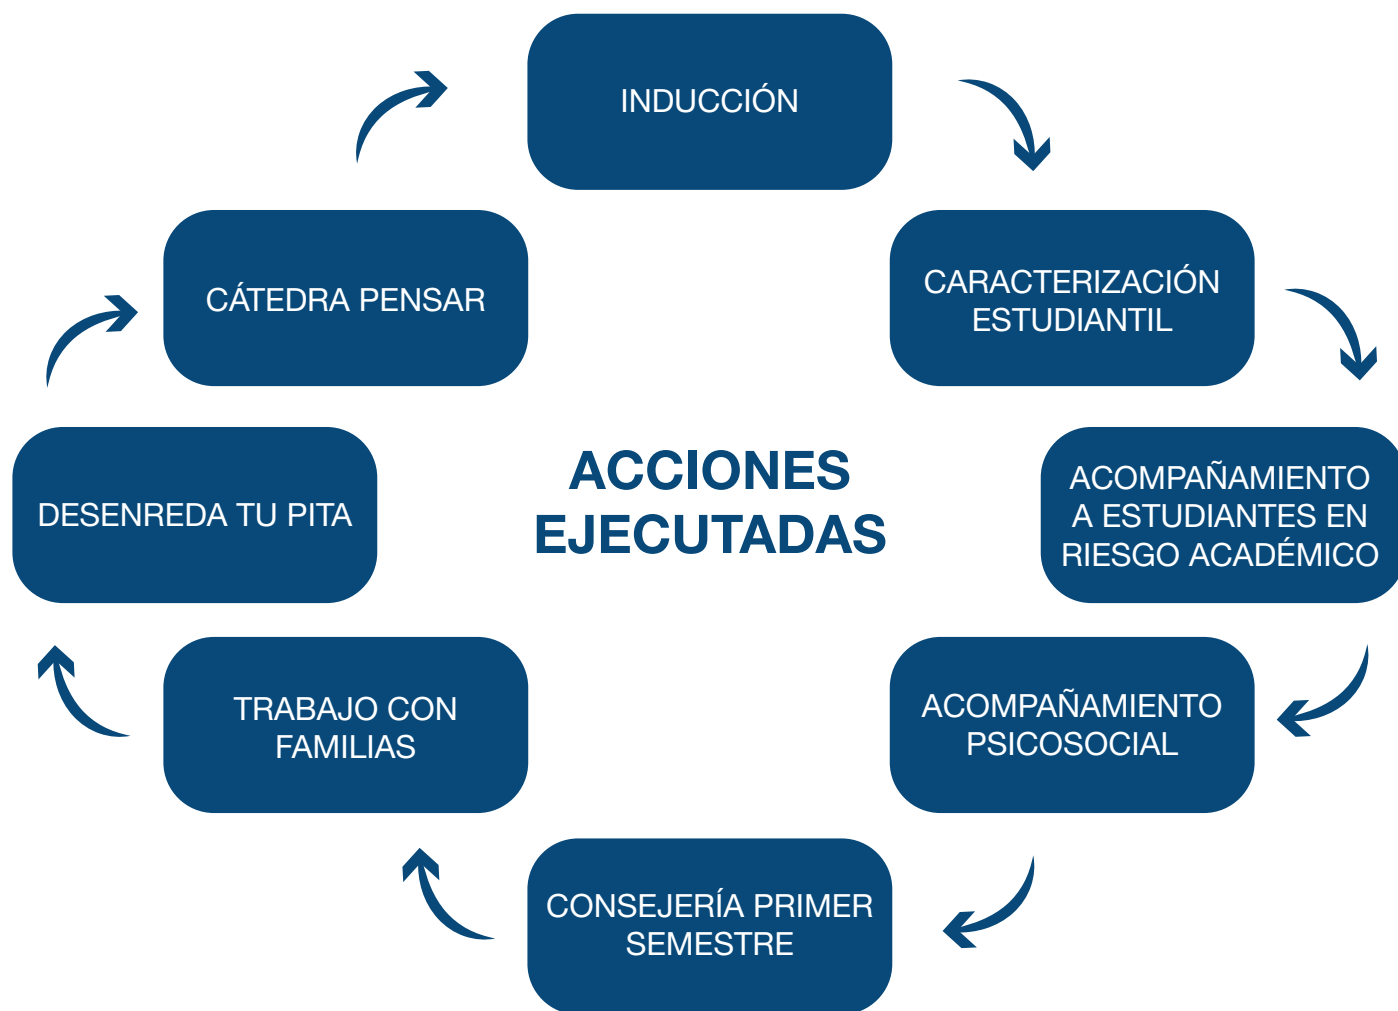 INDUCCIÓN
CARACTERIZACIÓN
ESTUDIANTIL
ACOMPAÑAMIENTO
A ESTUDIANTES EN
RIESGO ACADÉMICO
ACOMPAÑAMIENTO
PSICOSOCIAL
CONSEJERÍA PRIMER
SEMESTRE
TRABAJO CON
FAMILIAS
DESENREDA TU PITA
CÁTEDRA PENSAR
ACCIONES
EJECUTADAS